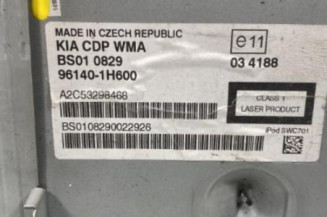 MADE IN CZECH REPUBLIC
KIA CDP WMA
BS01 0829
96140-1H600
e11
03 4188
A2C53298468
CLASS 1
LASER PRODUCT
BS0108290022926
iPod SWC701